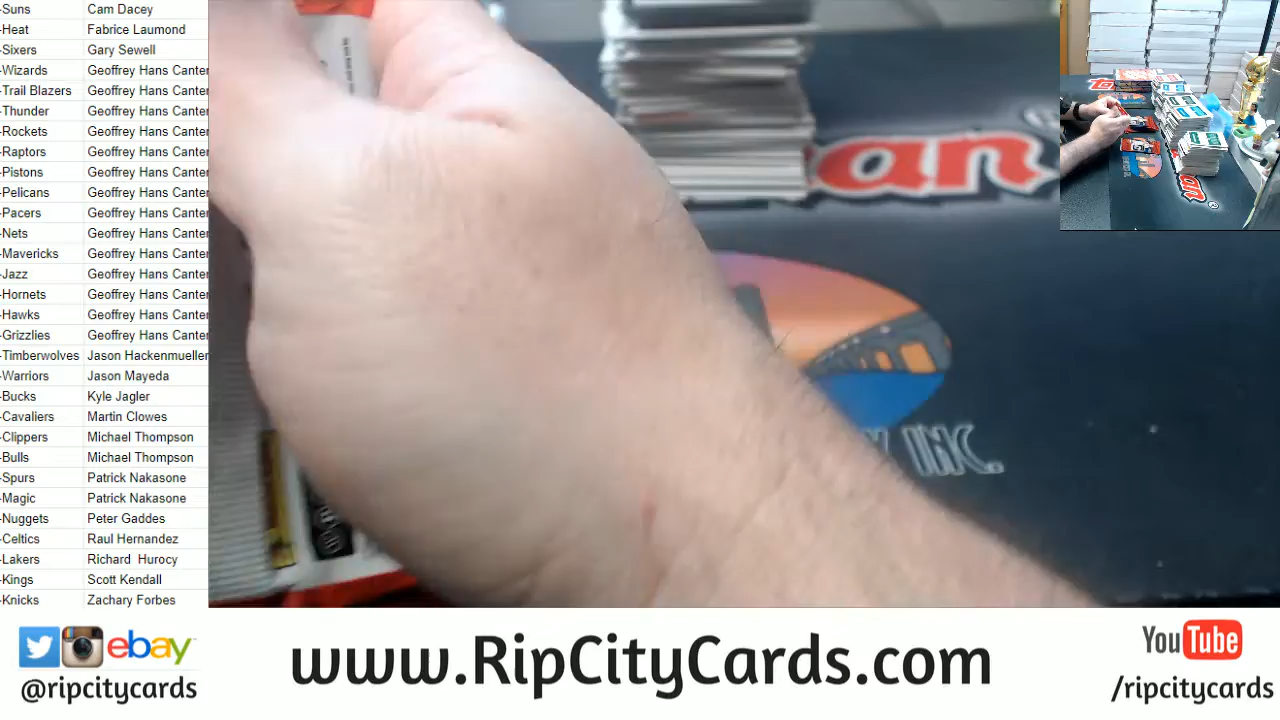 -Suns Cam Dacey
-Heat Fabrice Laumond
-Sixers Gary Sewell
-Wizards Geoffrey Hans Canter
-Trail Blazers Geoffrey Hans Canter
-Thunder Geoffrey Hans Canter
-Rockets Geoffrey Hans Canter
-Raptors Geoffrey Hans Canter
-Pistons Geoffrey Hans Canter
-Pelicans Geoffrey Hans Canter
-Pacers Geoffrey Hans Canter
-Nets Geoffrey Hans Canter
-Mavericks Geoffrey Hans Canter
-Jazz Geoffrey Hans Canter
-Hornets Geoffrey Hans Canter
-Hawks Geoffrey Hans Canter
-Grizzlies Geoffrey Hans Canter
-Timberwolves Jason Hackenmueller
-Warriors Jason Mayeda
-Bucks Kyle Jagler
-Cavaliers Martin Clowes
-Clippers Michael Thompson
-Bulls Michael Thompson
-Spurs Patrick Nakasone
-Magic Patrick Nakasone
-Nuggets Peter Gaddes
-Celtics Raul Hernandez
-Lakers Richard Hurocy
-Kings Scott Kendall
-Knicks Zachary Forbes
an
INC.
ebay
@ripcitycards
www.RipCityCards.com
YouTube
/ripcitycards